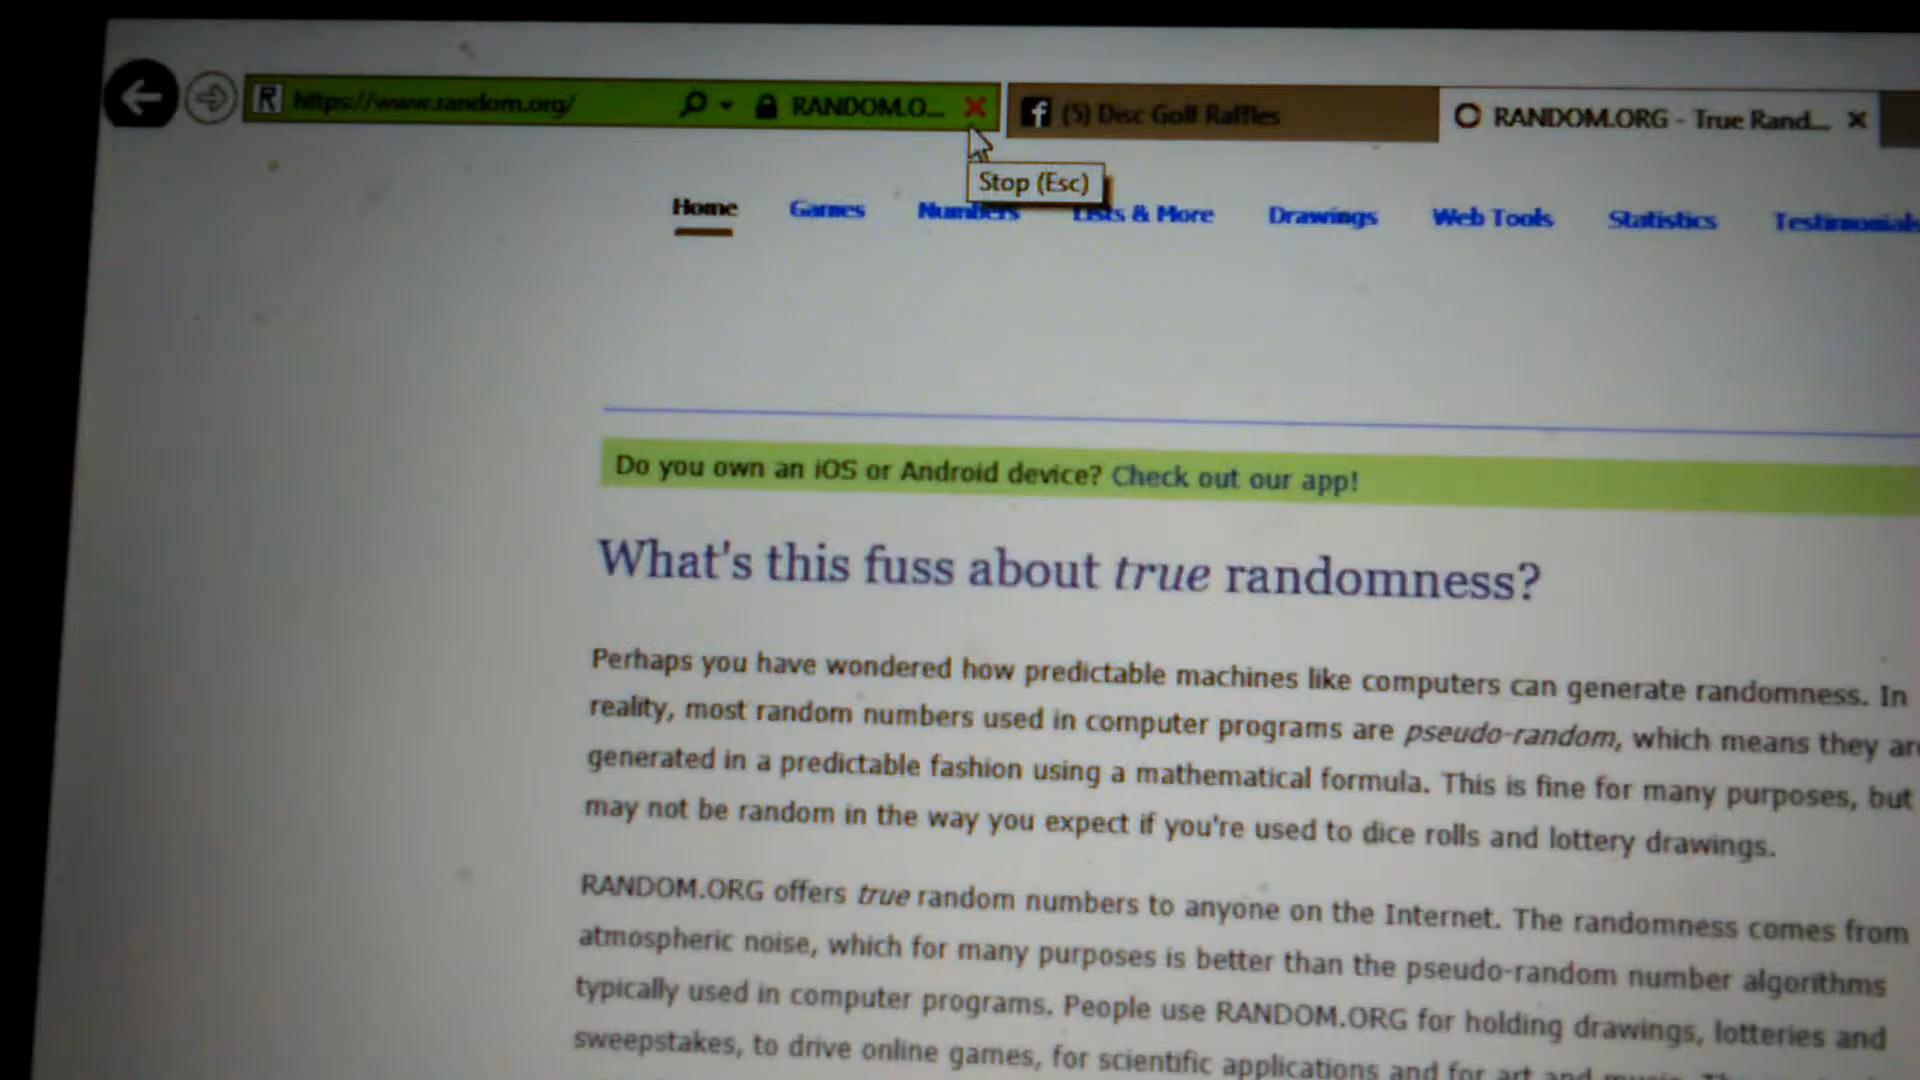 https://www.random.org/ RANDOM.O... (5) Disc Golf Raffles RANDOM.ORG - True Rand...
Stop (Esc)
Home Games Numbers Lists & More Drawings Web Tools Statistics Testimonials
Do you own an iOS or Android device? Check out our app!
What's this fuss about true randomness?
Perhaps you have wondered how predictable machines like computers can generate randomness. In
reality, most random numbers used in computer programs are pseudo-random, which means they are
generated in a predictable fashion using a mathematical formula. This is fine for many purposes, but
may not be random in the way you expect if you're used to dice rolls and lottery drawings.
RANDOM.ORG offers true random numbers to anyone on the Internet. The randomness comes from
atmospheric noise, which for many purposes is better than the pseudo-random number algorithms
typically used in computer programs. People use RANDOM.ORG for holding drawings, lotteries and
sweepstakes, to drive online games, for scientific applications and for art and